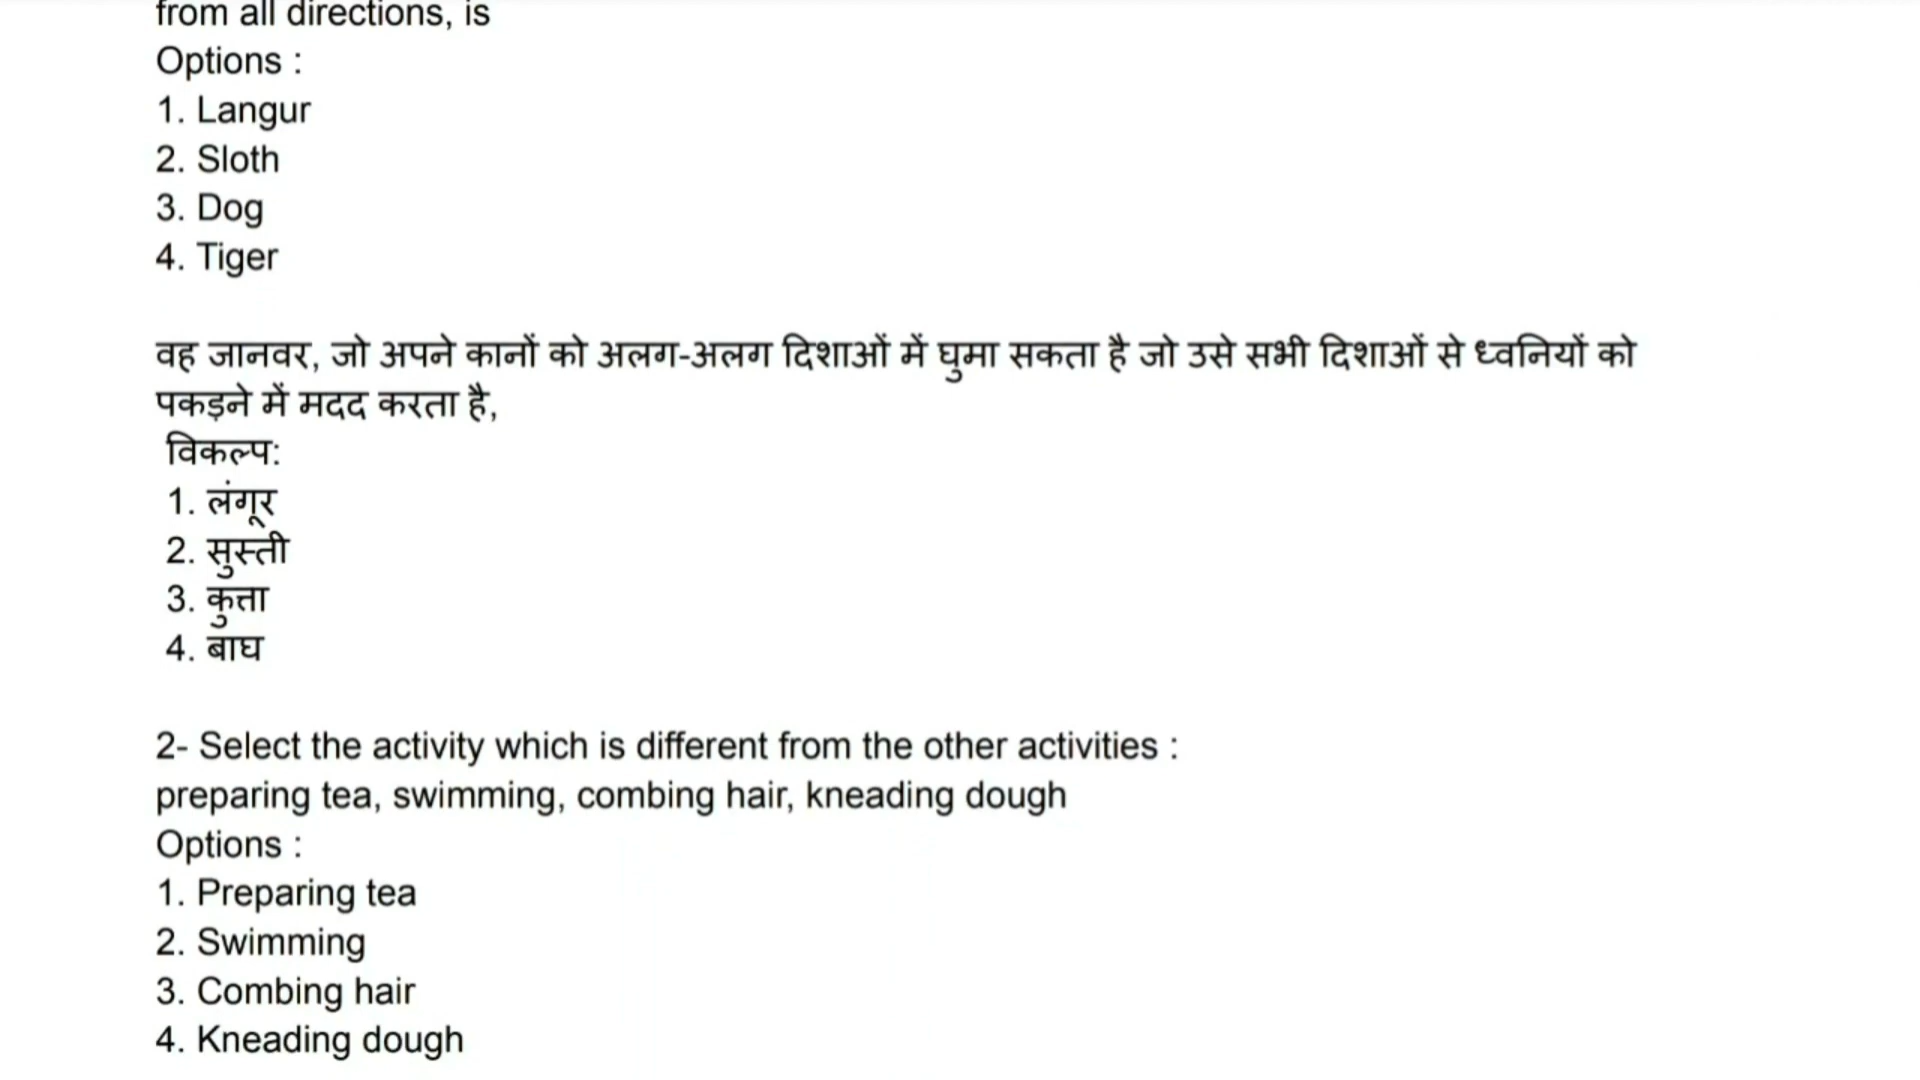 from all directions, is
Options :
1. Langur
2. Sloth
3. Dog
4. Tiger
वह जानवर, जो अपने कानों को अलग-अलग दिशाओं में घुमा सकता है जो उसे सभी दिशाओं से ध्वनियों को
पकड़ने में मदद करता है,
विकल्प:
1. लंगूर
2. सुस्ती
3. कुत्ता
4. बाघ
2- Select the activity which is different from the other activities :
preparing tea, swimming, combing hair, kneading dough
Options :
1. Preparing tea
2. Swimming
3. Combing hair
4. Kneading dough